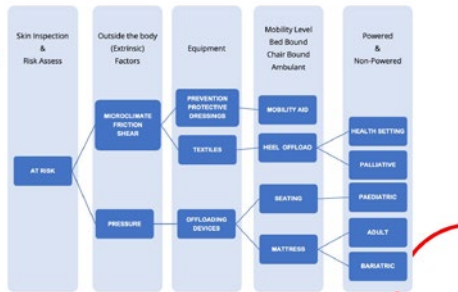 Skin Inspection
&
Risk Assess
Outside the body
(Extrinsic)
Factors
Equipment
Mobility Level
Bed Bound
Chair Bound
Ambulant
Powered
&
Non-Powered
AT RISK
MICROCLIMATE
FRICTION
SHEAR
PRESSURE
PREVENTION
PROTECTIVE
DRESSINGS
TEXTILES
OFFLOADING
DEVICES
MOBILITY AID
HEEL OFFLOAD
SEATING
MATTRESS
HEALTH SETTING
PALLIATIVE
PAEDIATRIC
ADULT
BARIATRIC